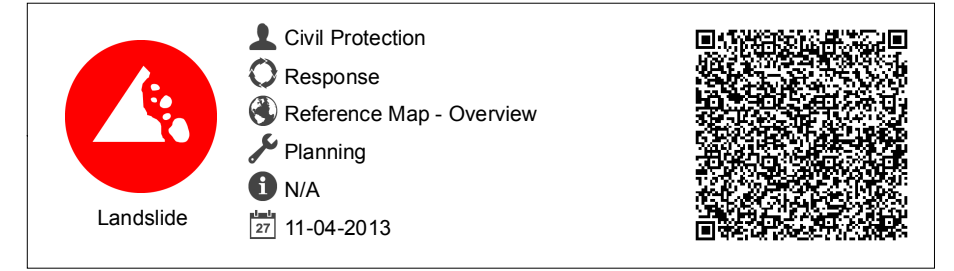 Landslide
Civil Protection
Response
Reference Map - Overview
Planning
N/A
27
11-04-2013